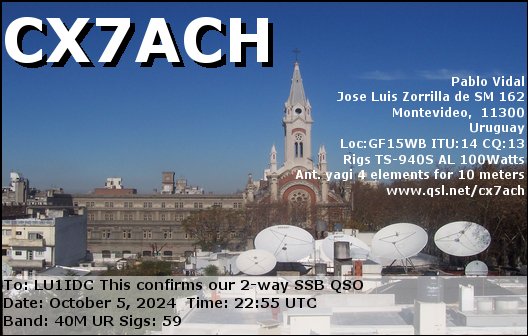 CX7ACH
Pablo Vidal
Jose Luis Zorrilla de SM 162
Montevideo, 11300
Uruguay
Loc:GF15WB ITU:14 CQ:13
Rigs TS-940S AL 100Watts
Ant. yagi 4 elements for 10 meters
www.qsl.net/cx7ach
To: LU1IDC This confirms our 2-way SSB QSO
Date: October 5, 2024 Time: 22:55 UTC
Band: 40M UR Sigs: 59